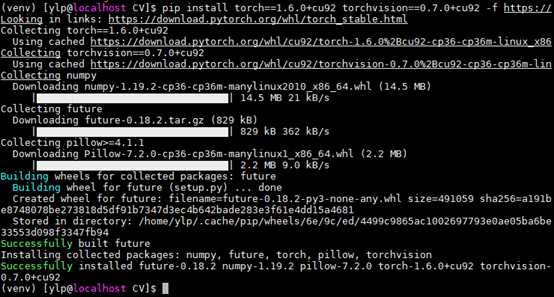 (venv) [ylp@localhost CV]$ pip install torch==1.6.0+cu92 torchvision==0.7.0+cu92 -f https://
Looking in links: https://download.pytorch.org/whl/torch_stable.html
Collecting torch==1.6.0+cu92
Using cached https://download.pytorch.org/whl/cu92/torch-1.6.0%2Bcu92-cp36-cp36m-linux_x86
Collecting torchvision==0.7.0+cu92
Using cached https://download.pytorch.org/whl/cu92/torchvision-0.7.0%2Bcu92-cp36-cp36m-lin
Collecting numpy
Downloading numpy-1.19.2-cp36-cp36m-manylinux2010_x86_64.whl (14.5 MB)
|████████████████████████████████| 14.5 MB 21 kB/s
Collecting future
Downloading future-0.18.2.tar.gz (829 kB)
|████████████████████████████████| 829 kB 362 kB/s
Collecting pillow>=4.1.1
Downloading Pillow-7.2.0-cp36-cp36m-manylinux1_x86_64.whl (2.2 MB)
|████████████████████████████████| 2.2 MB 9.0 kB/s
Building wheels for collected packages: future
Building wheel for future (setup.py) ... done
Created wheel for future: filename=future-0.18.2-py3-none-any.whl size=491059 sha256=a191b
e8748078be273818d5df91b7347d3ec4b642bade283e3f61e4dd15a4681
Stored in directory: /home/ylp/.cache/pip/wheels/6e/9c/ed/4499c9865ac1002697793e0ae05ba6be
33553d098f3347fb94
Successfully built future
Installing collected packages: numpy, future, torch, pillow, torchvision
Successfully installed future-0.18.2 numpy-1.19.2 pillow-7.2.0 torch-1.6.0+cu92 torchvision-
0.7.0+cu92
(venv) [ylp@localhost CV]$